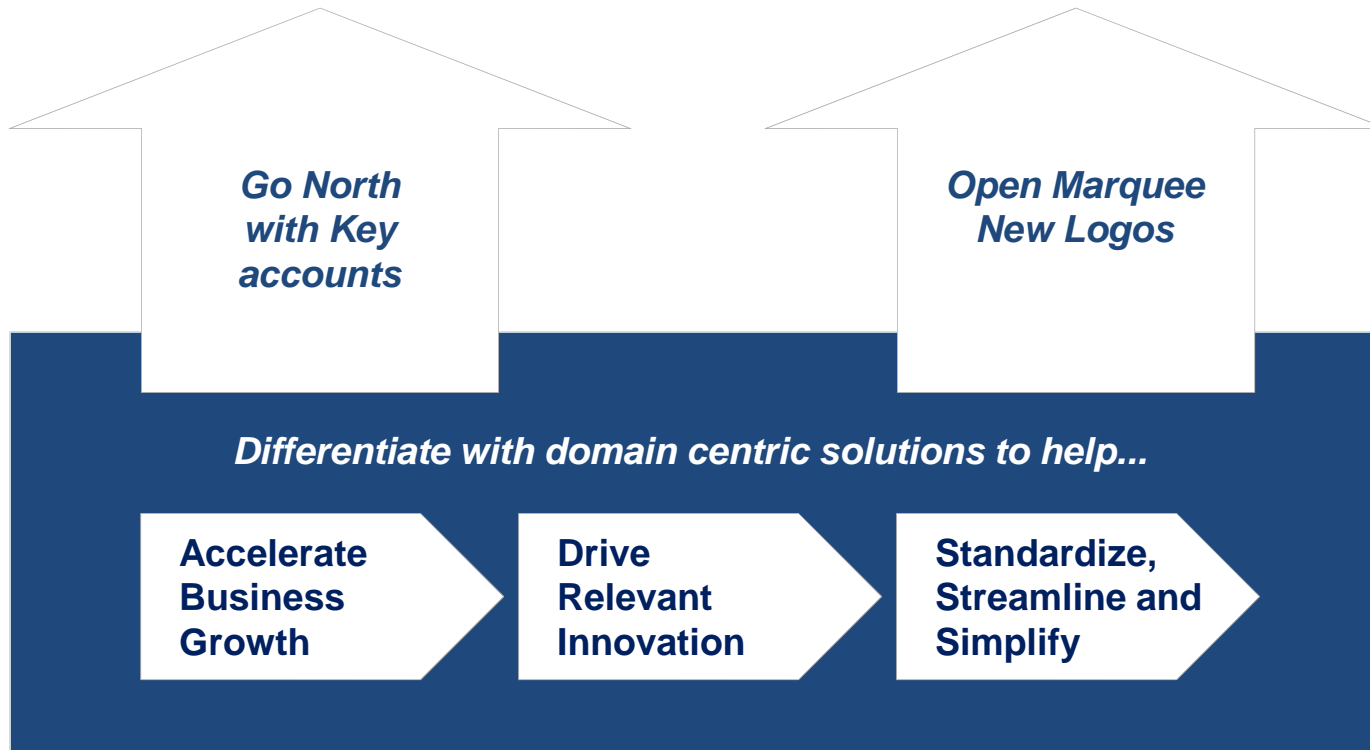 Go North
with Key
accounts
Open Marquee
New Logos
Differentiate with domain centric solutions to help...
Accelerate
Business
Growth
Drive
Relevant
Innovation
Standardize,
Streamline and
Simplify